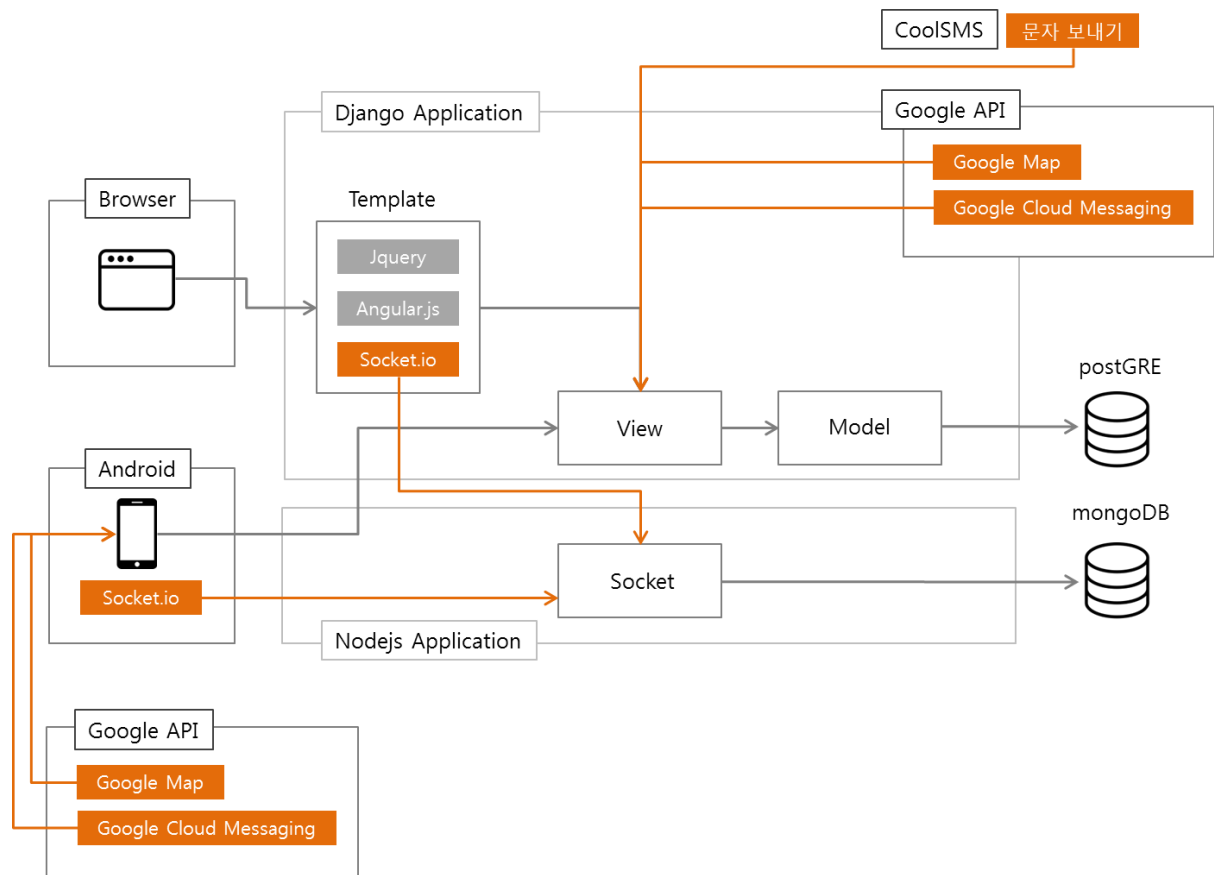 CoolSMS
문자 보내기
Django Application
Google API
Google Map
Google Cloud Messaging
Browser
Template
Jquery
Angular.js
Socket.io
postGRE
View
Model
Android
Socket.io
mongoDB
Socket
Nodejs Application
Google API
Google Map
Google Cloud Messaging